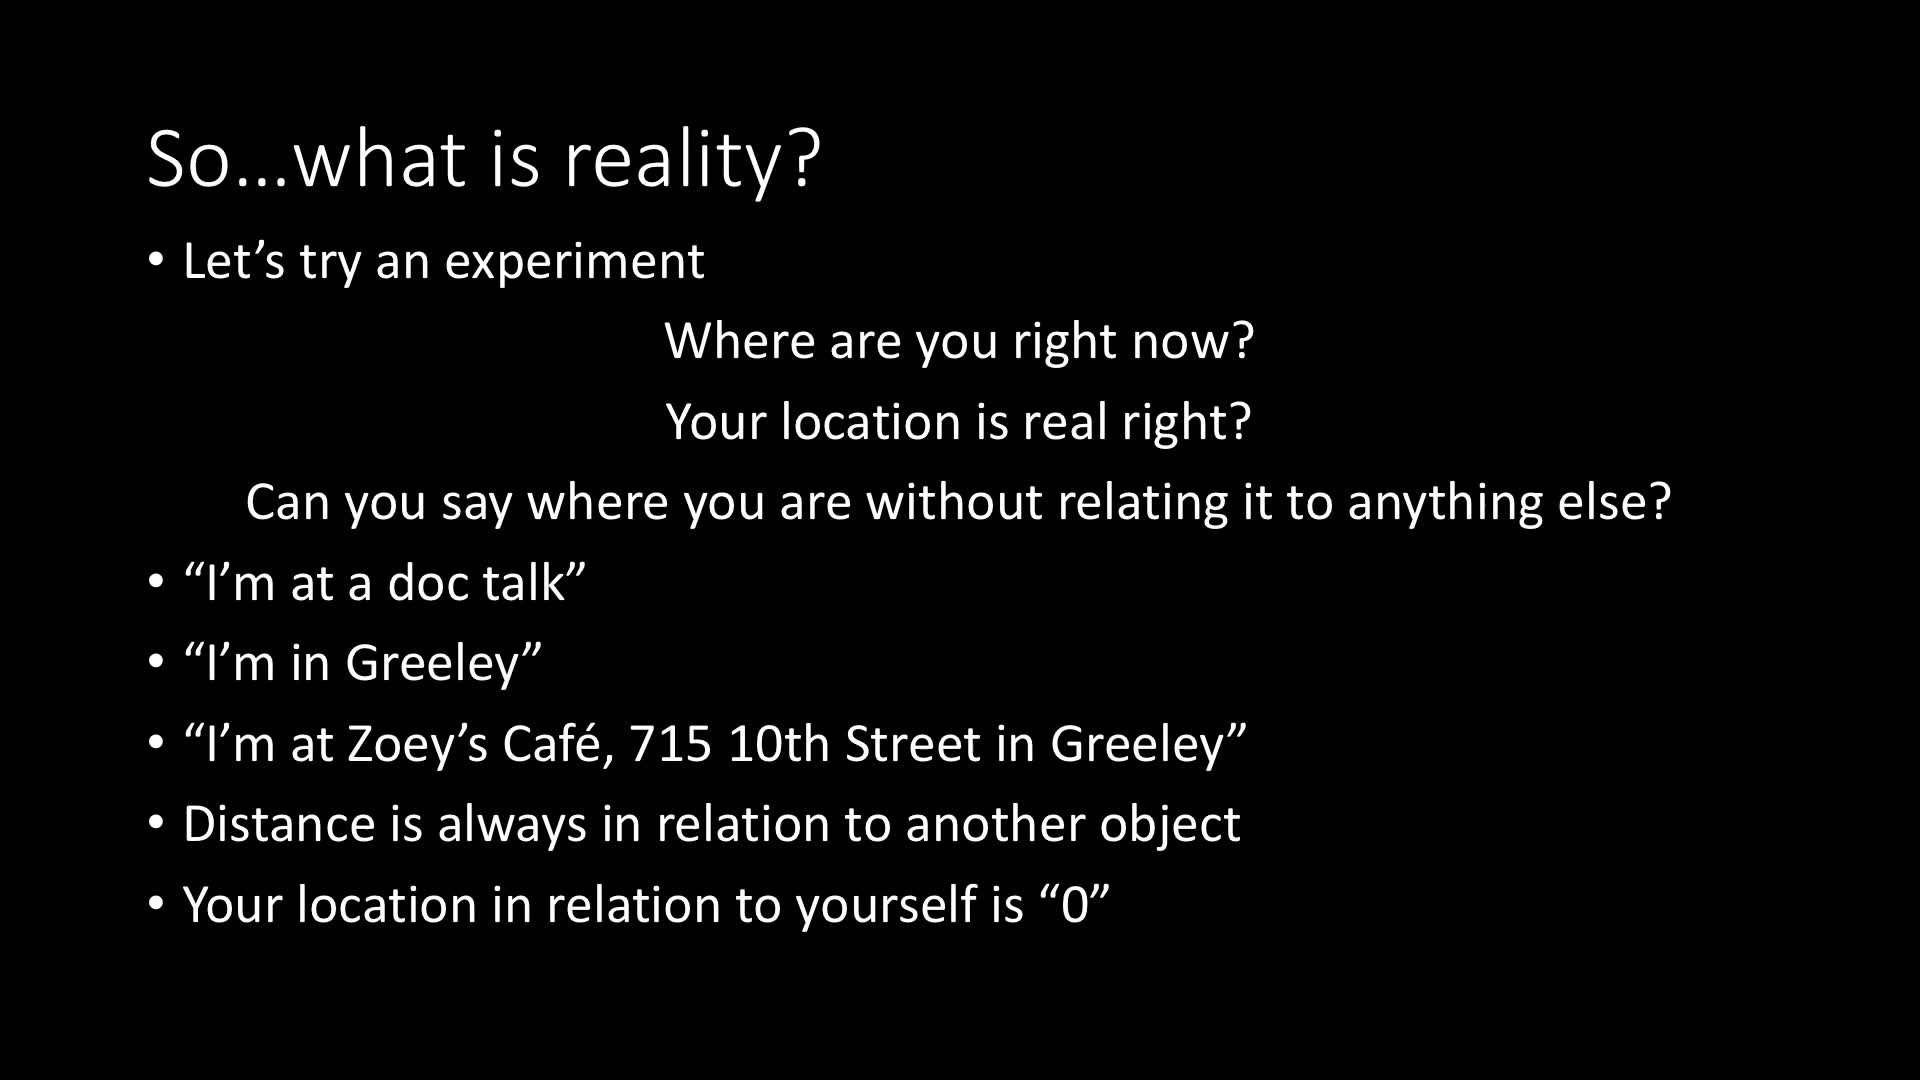 So…what is reality?
• Let’s try an experiment
Where are you right now?
Your location is real right?
Can you say where you are without relating it to anything else?
• “I’m at a doc talk”
• “I’m in Greeley”
• “I’m at Zoey’s Café, 715 10th Street in Greeley”
• Distance is always in relation to another object
• Your location in relation to yourself is “0”